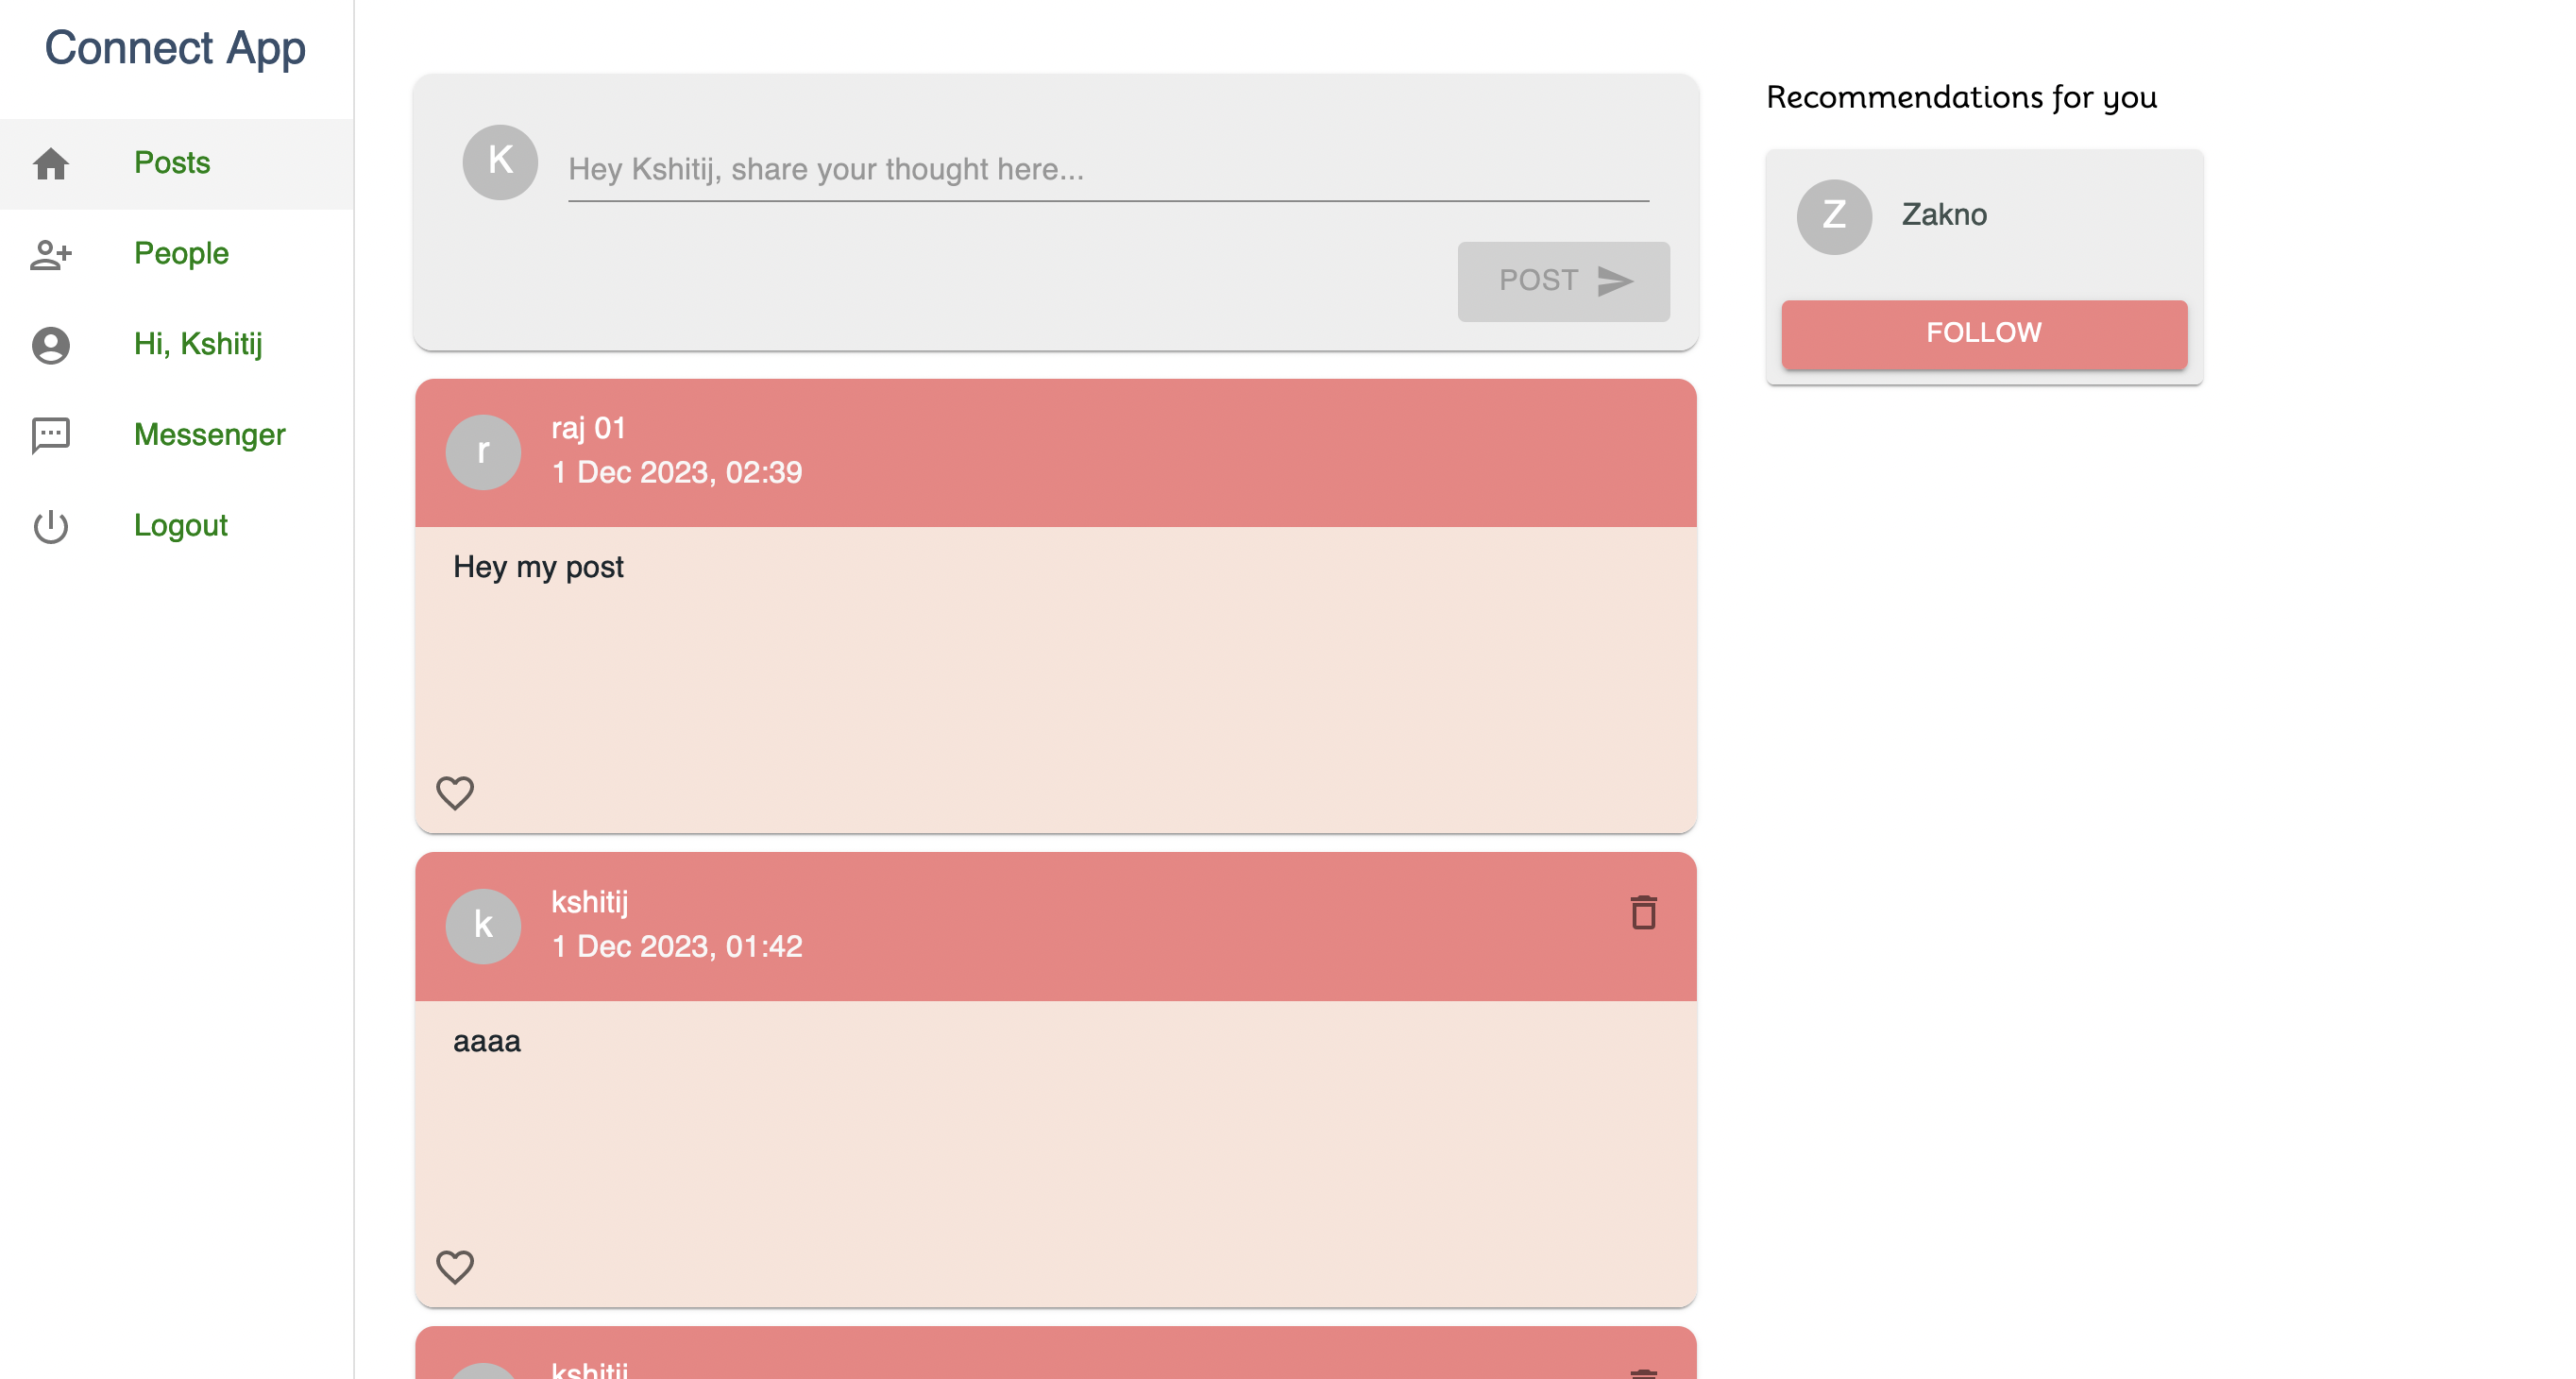 Connect App
Posts
People
Hi, Kshitij
Messenger
Logout
K
Hey Kshitij, share your thought here...
POST
r
raj 01
1 Dec 2023, 02:39
Hey my post
k
kshitij
1 Dec 2023, 01:42
aaaa
kshitij
Recommendations for you
Z
Zakno
FOLLOW